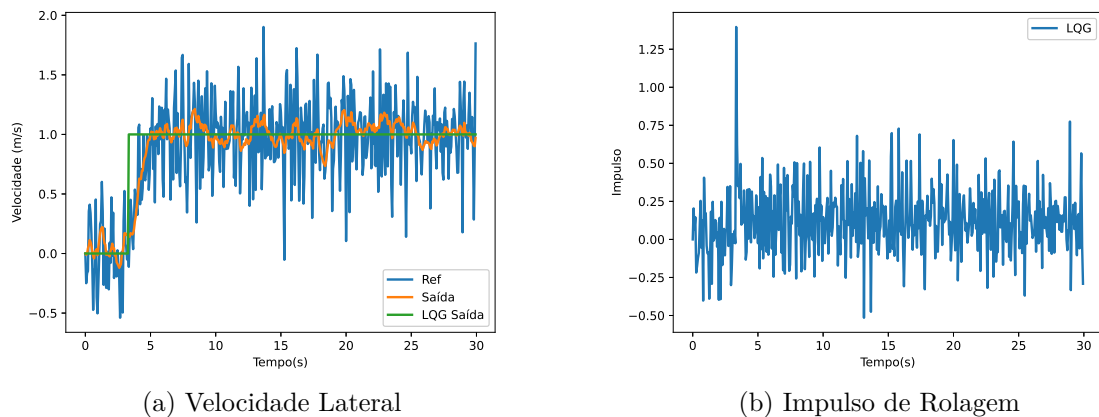 2.0
1.5
1.0
0.5
0.0
−0.5
Velocidade (m/s)
0
5
10
15
20
25
30
Tempo(s)
Ref
Saída
LQG Saída
(a) Velocidade Lateral
1.25
1.00
0.75
0.50
0.25
0.00
−0.25
−0.50
Impulso
0
5
10
15
20
25
30
Tempo(s)
LQG
(b) Impulso de Rolagem